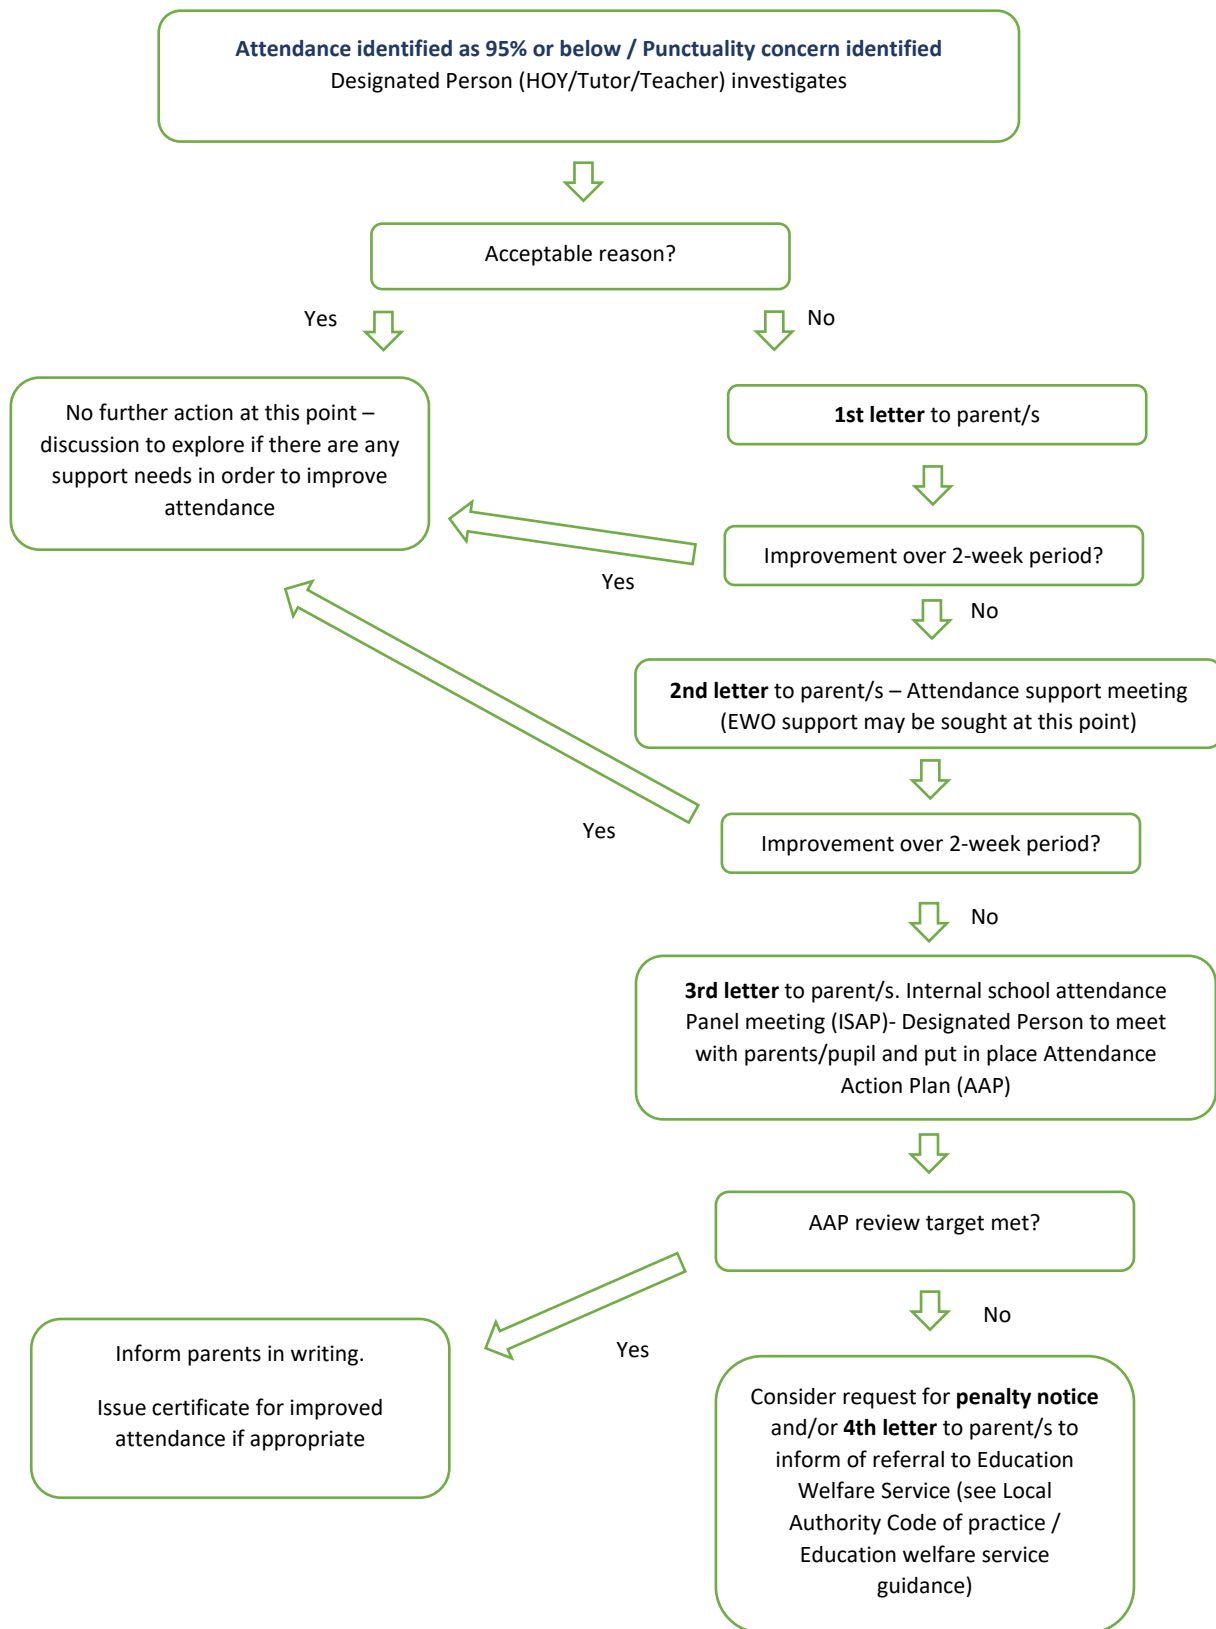 Attendance identified as 95% or below / Punctuality concern identified
Designated Person (HOY/Tutor/Teacher) investigates
Acceptable reason?
Yes
No
No further action at this point –
discussion to explore if there are any
support needs in order to improve
attendance
1st letter to parent/s
Improvement over 2-week period?
Yes
No
2nd letter to parent/s – Attendance support meeting
(EWO support may be sought at this point)
Improvement over 2-week period?
Yes
No
3rd letter to parent/s. Internal school attendance
Panel meeting (ISAP)- Designated Person to meet
with parents/pupil and put in place Attendance
Action Plan (AAP)
AAP review target met?
Yes
No
Inform parents in writing.
Issue certificate for improved
attendance if appropriate
Consider request for penalty notice
and/or 4th letter to parent/s to
inform of referral to Education
Welfare Service (see Local
Authority Code of practice /
Education welfare service
guidance)